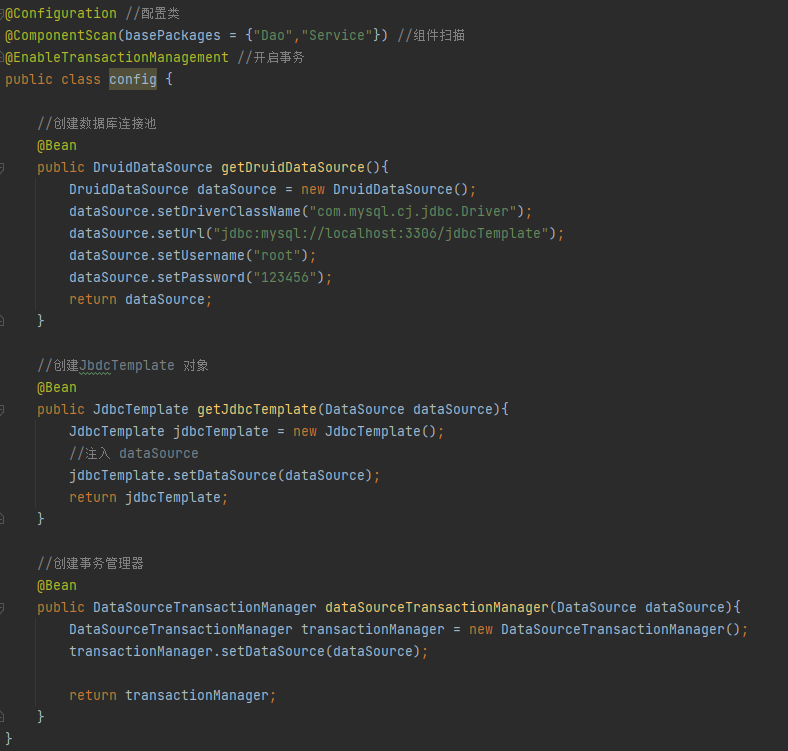 @Configuration //配置类
@ComponentScan(basePackages = {"Dao","Service"}) //组件扫描
@EnableTransactionManagement //开启事务
public class config {
//创建数据库连接池
@Bean
public DruidDataSource getDruidDataSource(){
DruidDataSource dataSource = new DruidDataSource();
dataSource.setDriverClassName("com.mysql.cj.jdbc.Driver");
dataSource.setUrl("jdbc:mysql://localhost:3306/jdbcTemplate");
dataSource.setUsername("root");
dataSource.setPassword("123456");
return dataSource;
}
//创建JbdcTemplate 对象
@Bean
public JdbcTemplate getJdbcTemplate(DataSource dataSource){
JdbcTemplate jdbcTemplate = new JdbcTemplate();
//注入 dataSource
jdbcTemplate.setDataSource(dataSource);
return jdbcTemplate;
}
//创建事务管理器
@Bean
public DataSourceTransactionManager dataSourceTransactionManager(DataSource dataSource){
DataSourceTransactionManager transactionManager = new DataSourceTransactionManager();
transactionManager.setDataSource(dataSource);
return transactionManager;
}
}